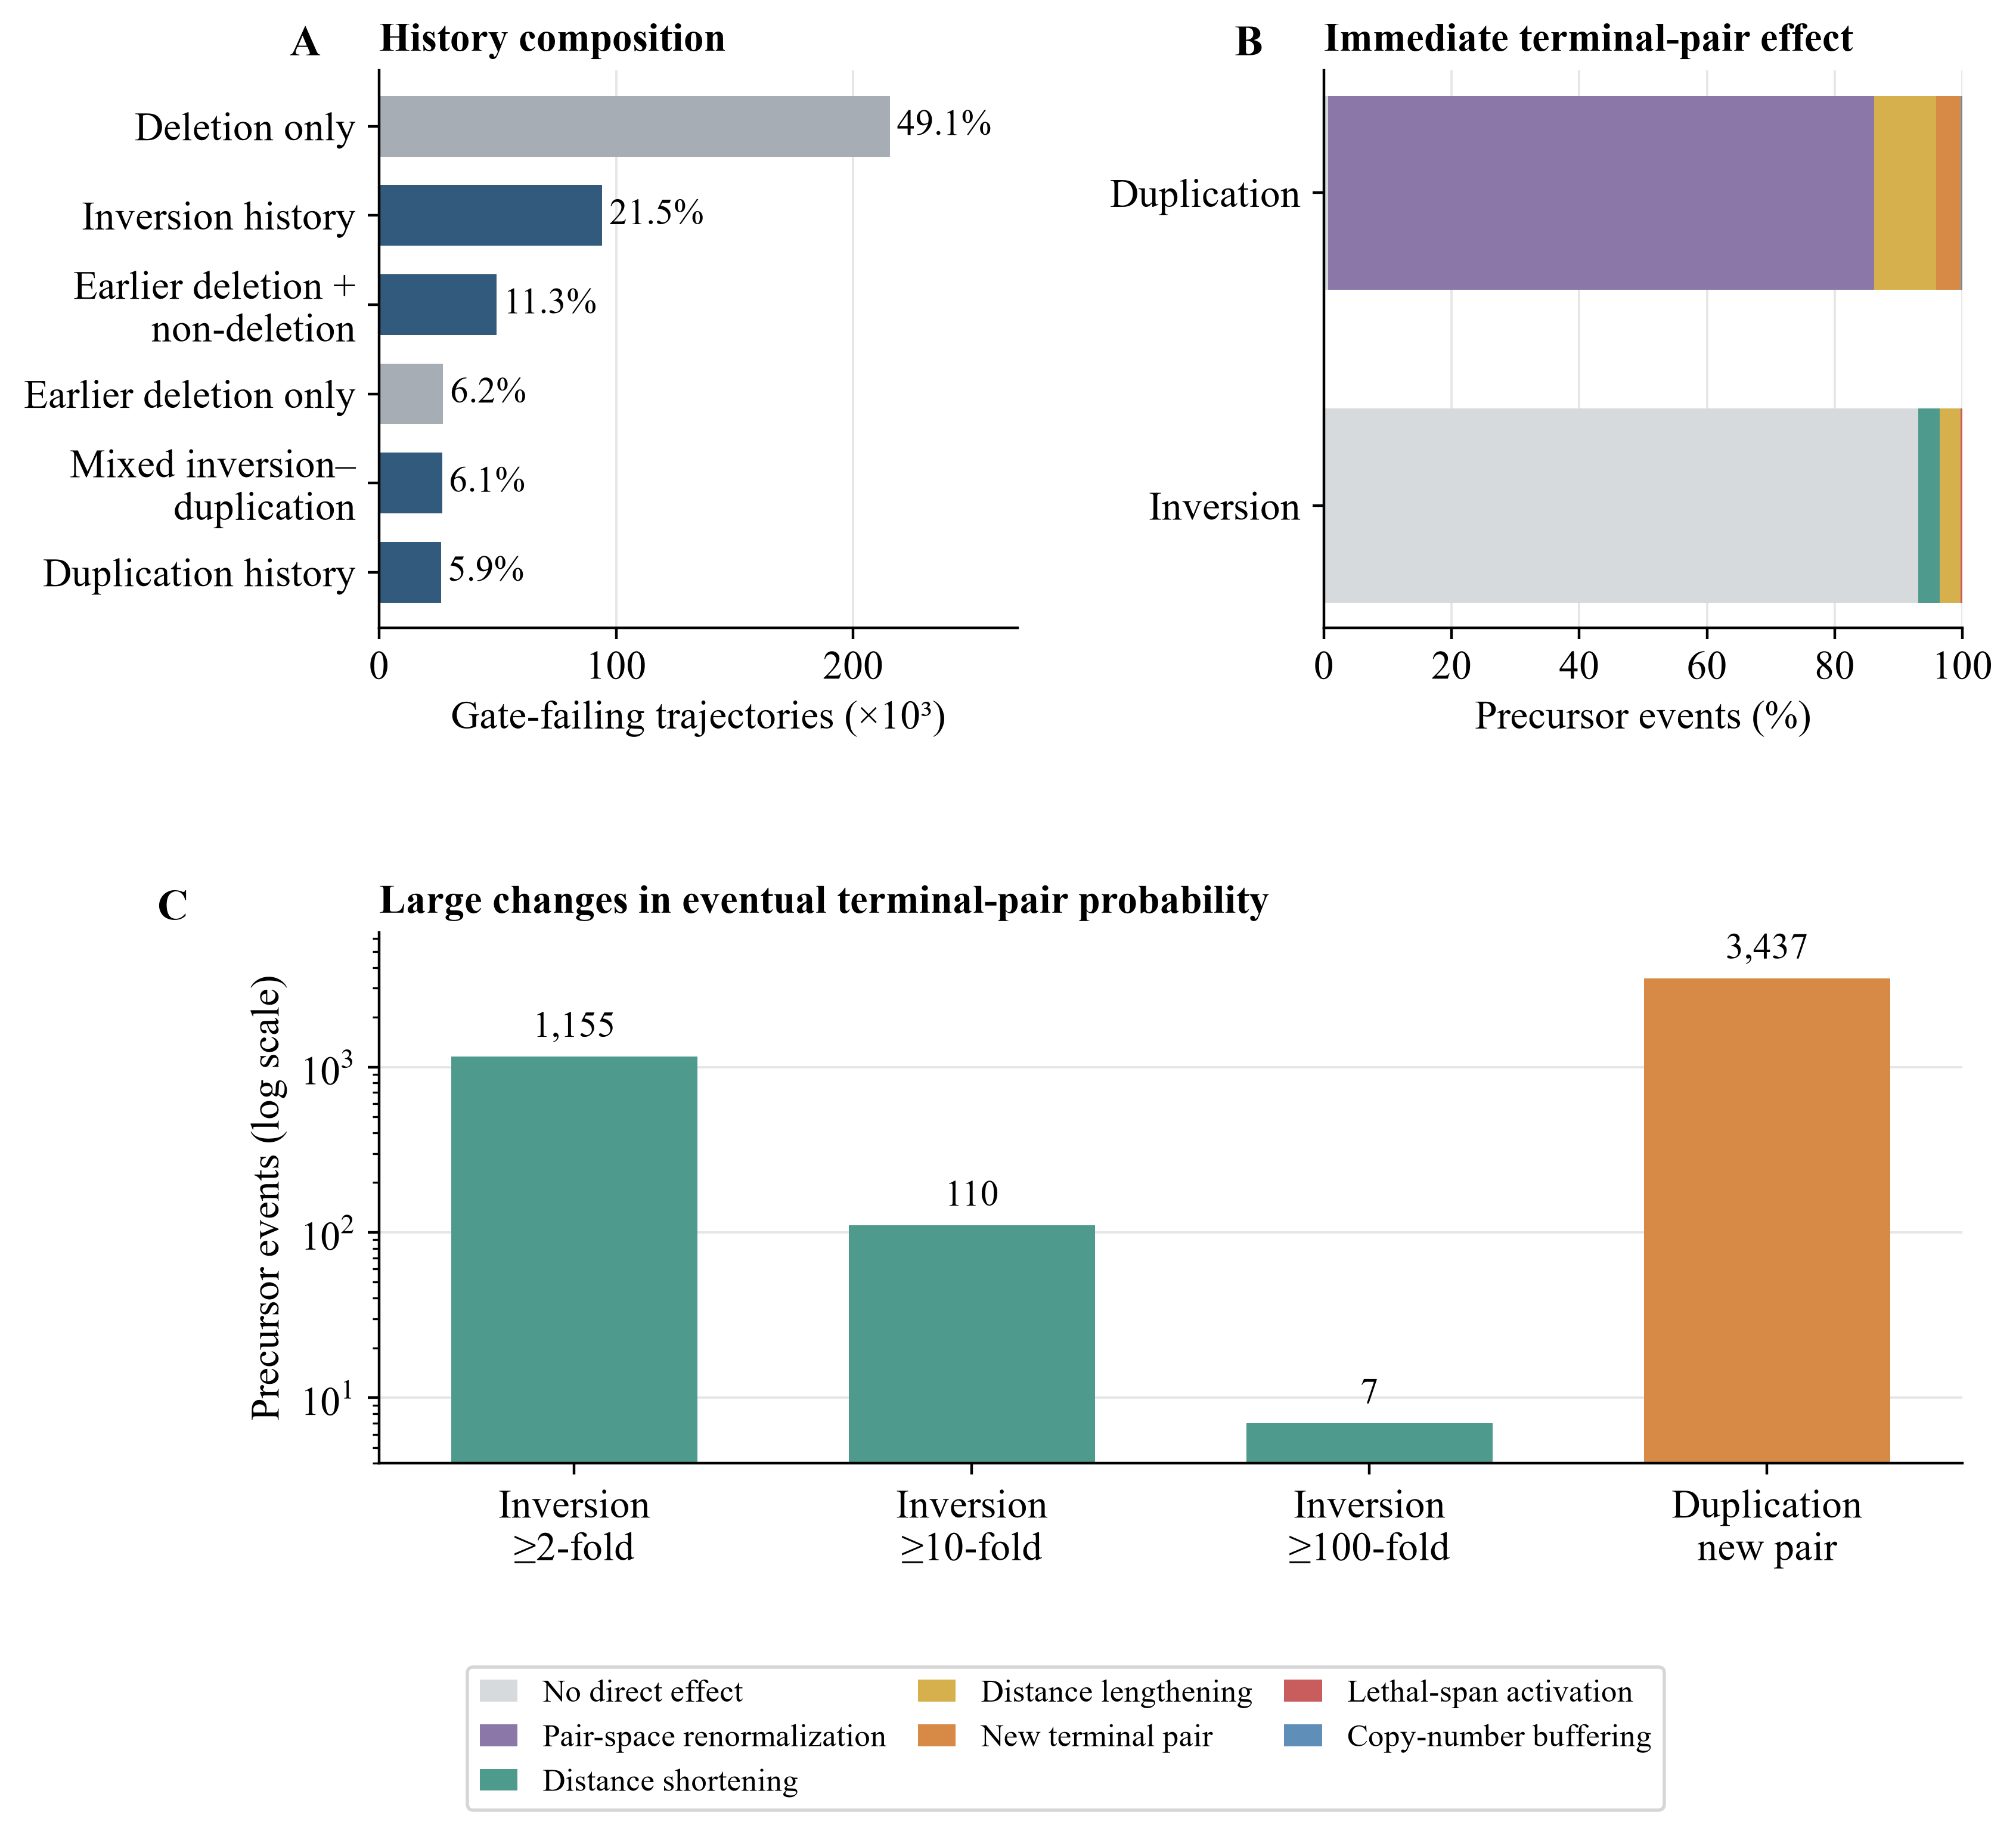 A
History composition
Deletion only
49.1%
Inversion history
21.5%
Earlier deletion +
non-deletion
11.3%
Earlier deletion only
6.2%
Mixed inversion–
duplication
6.1%
Duplication history
5.9%
0 100 200
Gate-failing trajectories (×10³)
B
Immediate terminal-pair effect
Duplication
Inversion
0 20 40 60 80 100
Precursor events (%)
C
Large changes in eventual terminal-pair probability
Precursor events (log scale)
10³
10²
10¹
1,155
110
7
3,437
Inversion
≥2-fold
Inversion
≥10-fold
Inversion
≥100-fold
Duplication
new pair
No direct effect
Pair-space renormalization
Distance shortening
Distance lengthening
New terminal pair
Lethal-span activation
Copy-number buffering